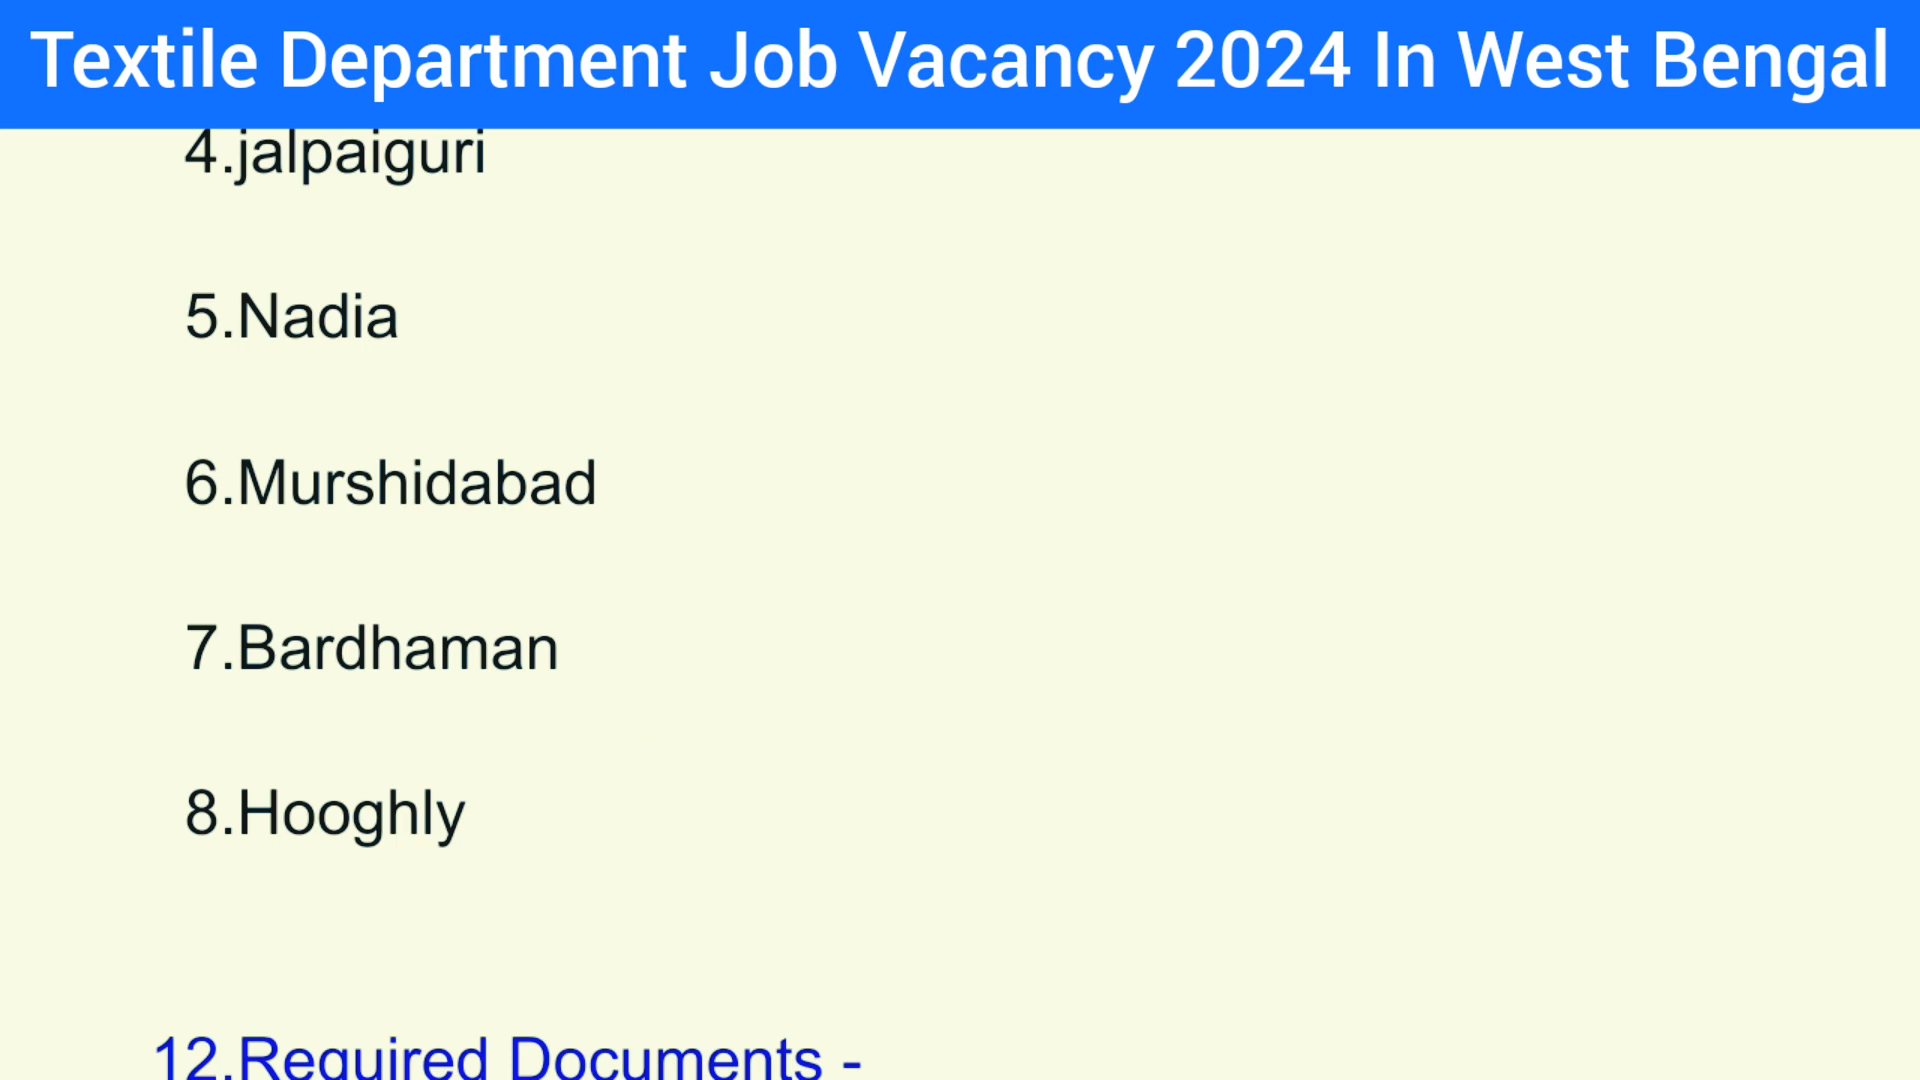 Textile Department Job Vacancy 2024 In West Bengal
4.jalpaiguri
5.Nadia
6.Murshidabad
7.Bardhaman
8.Hooghly
12.Required Documents -